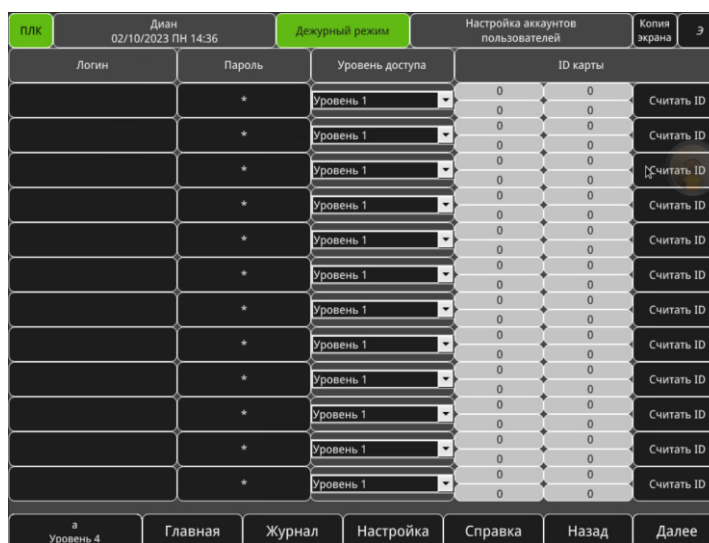 ПЛК
Диан
02/10/2023 ПН 14:36
Дежурный режим
Настройка аккаунтов
пользователей
Копия
экрана
Э
Логин Пароль Уровень доступа ID карты
* Уровень 1 0 0 Считать ID
0 0
* Уровень 1 0 0 Считать ID
0 0
* Уровень 1 0 0 Считать ID
0 0
* Уровень 1 0 0 Считать ID
0 0
* Уровень 1 0 0 Считать ID
0 0
* Уровень 1 0 0 Считать ID
0 0
* Уровень 1 0 0 Считать ID
0 0
* Уровень 1 0 0 Считать ID
0 0
* Уровень 1 0 0 Считать ID
0 0
* Уровень 1 0 0 Считать ID
0 0
* Уровень 1 0 0 Считать ID
0 0
* Уровень 1 0 0 Считать ID
0 0
а
Уровень 4
Главная Журнал Настройка Справка Назад Далее